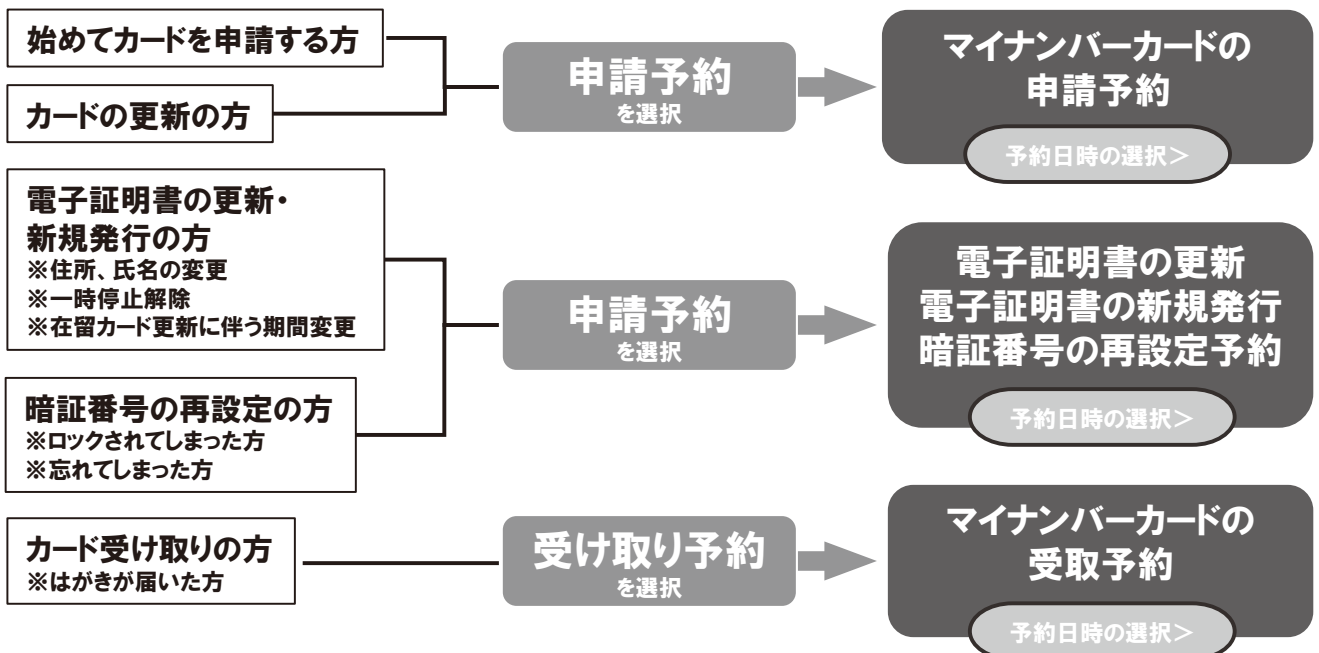 始めてカードを申請する方
カードの更新の方
申請予約
を選択
マイナンバーカードの
申請予約
予約日時の選択＞
電子証明書の更新・
新規発行の方
※住所、氏名の変更
※一時停止解除
※在留カード更新に伴う期間変更
暗証番号の再設定の方
※ロックされてしまった方
※忘れてしまった方
申請予約
を選択
電子証明書の更新
電子証明書の新規発行
暗証番号の再設定予約
予約日時の選択＞
カード受け取りの方
※はがきが届いた方
受け取り予約
を選択
マイナンバーカードの
受取予約
予約日時の選択＞